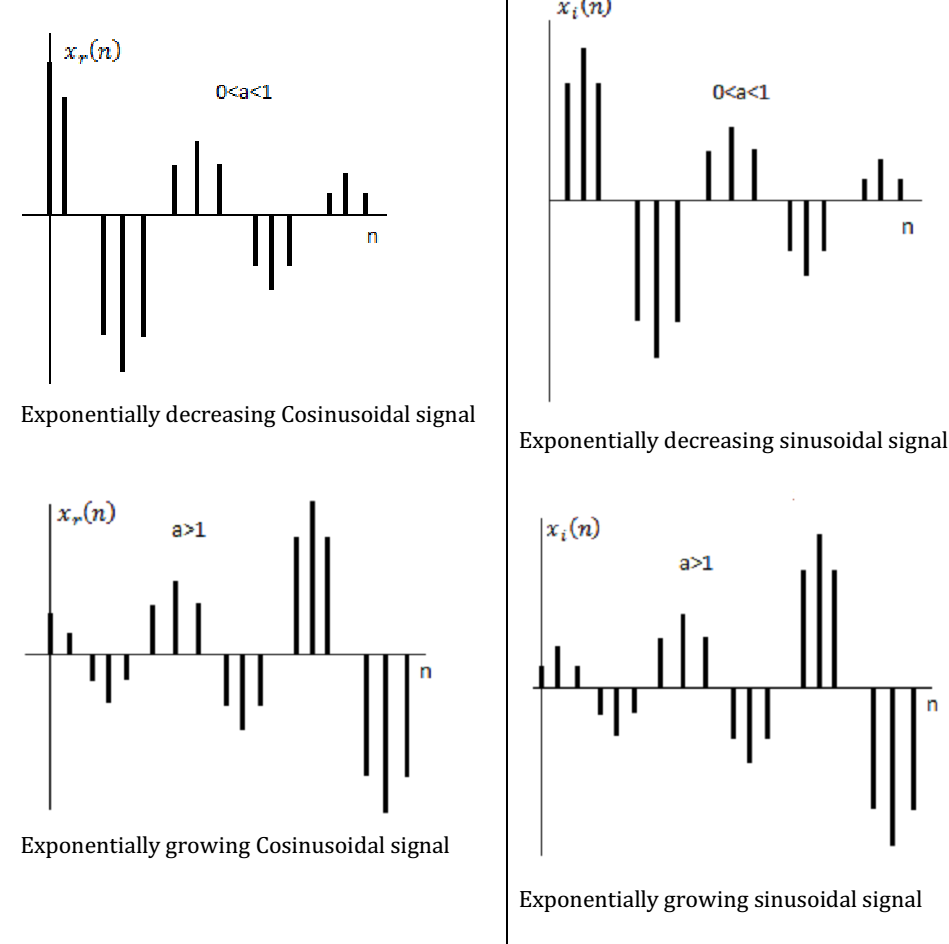 x_r(n)
0<a<1
n
Exponentially decreasing Cosinusoidal signal
x_r(n)
a>1
n
Exponentially growing Cosinusoidal signal
x_i(n)
0<a<1
n
Exponentially decreasing sinusoidal signal
x_i(n)
a>1
n
Exponentially growing sinusoidal signal